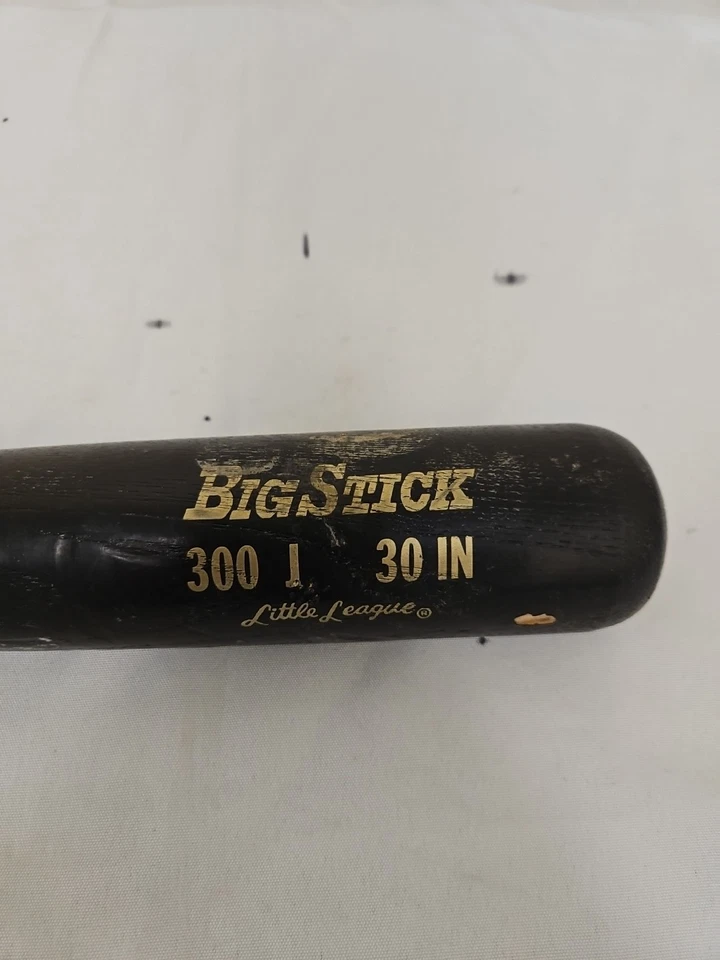 BIG STICK
300 J 30 IN
Little League ®